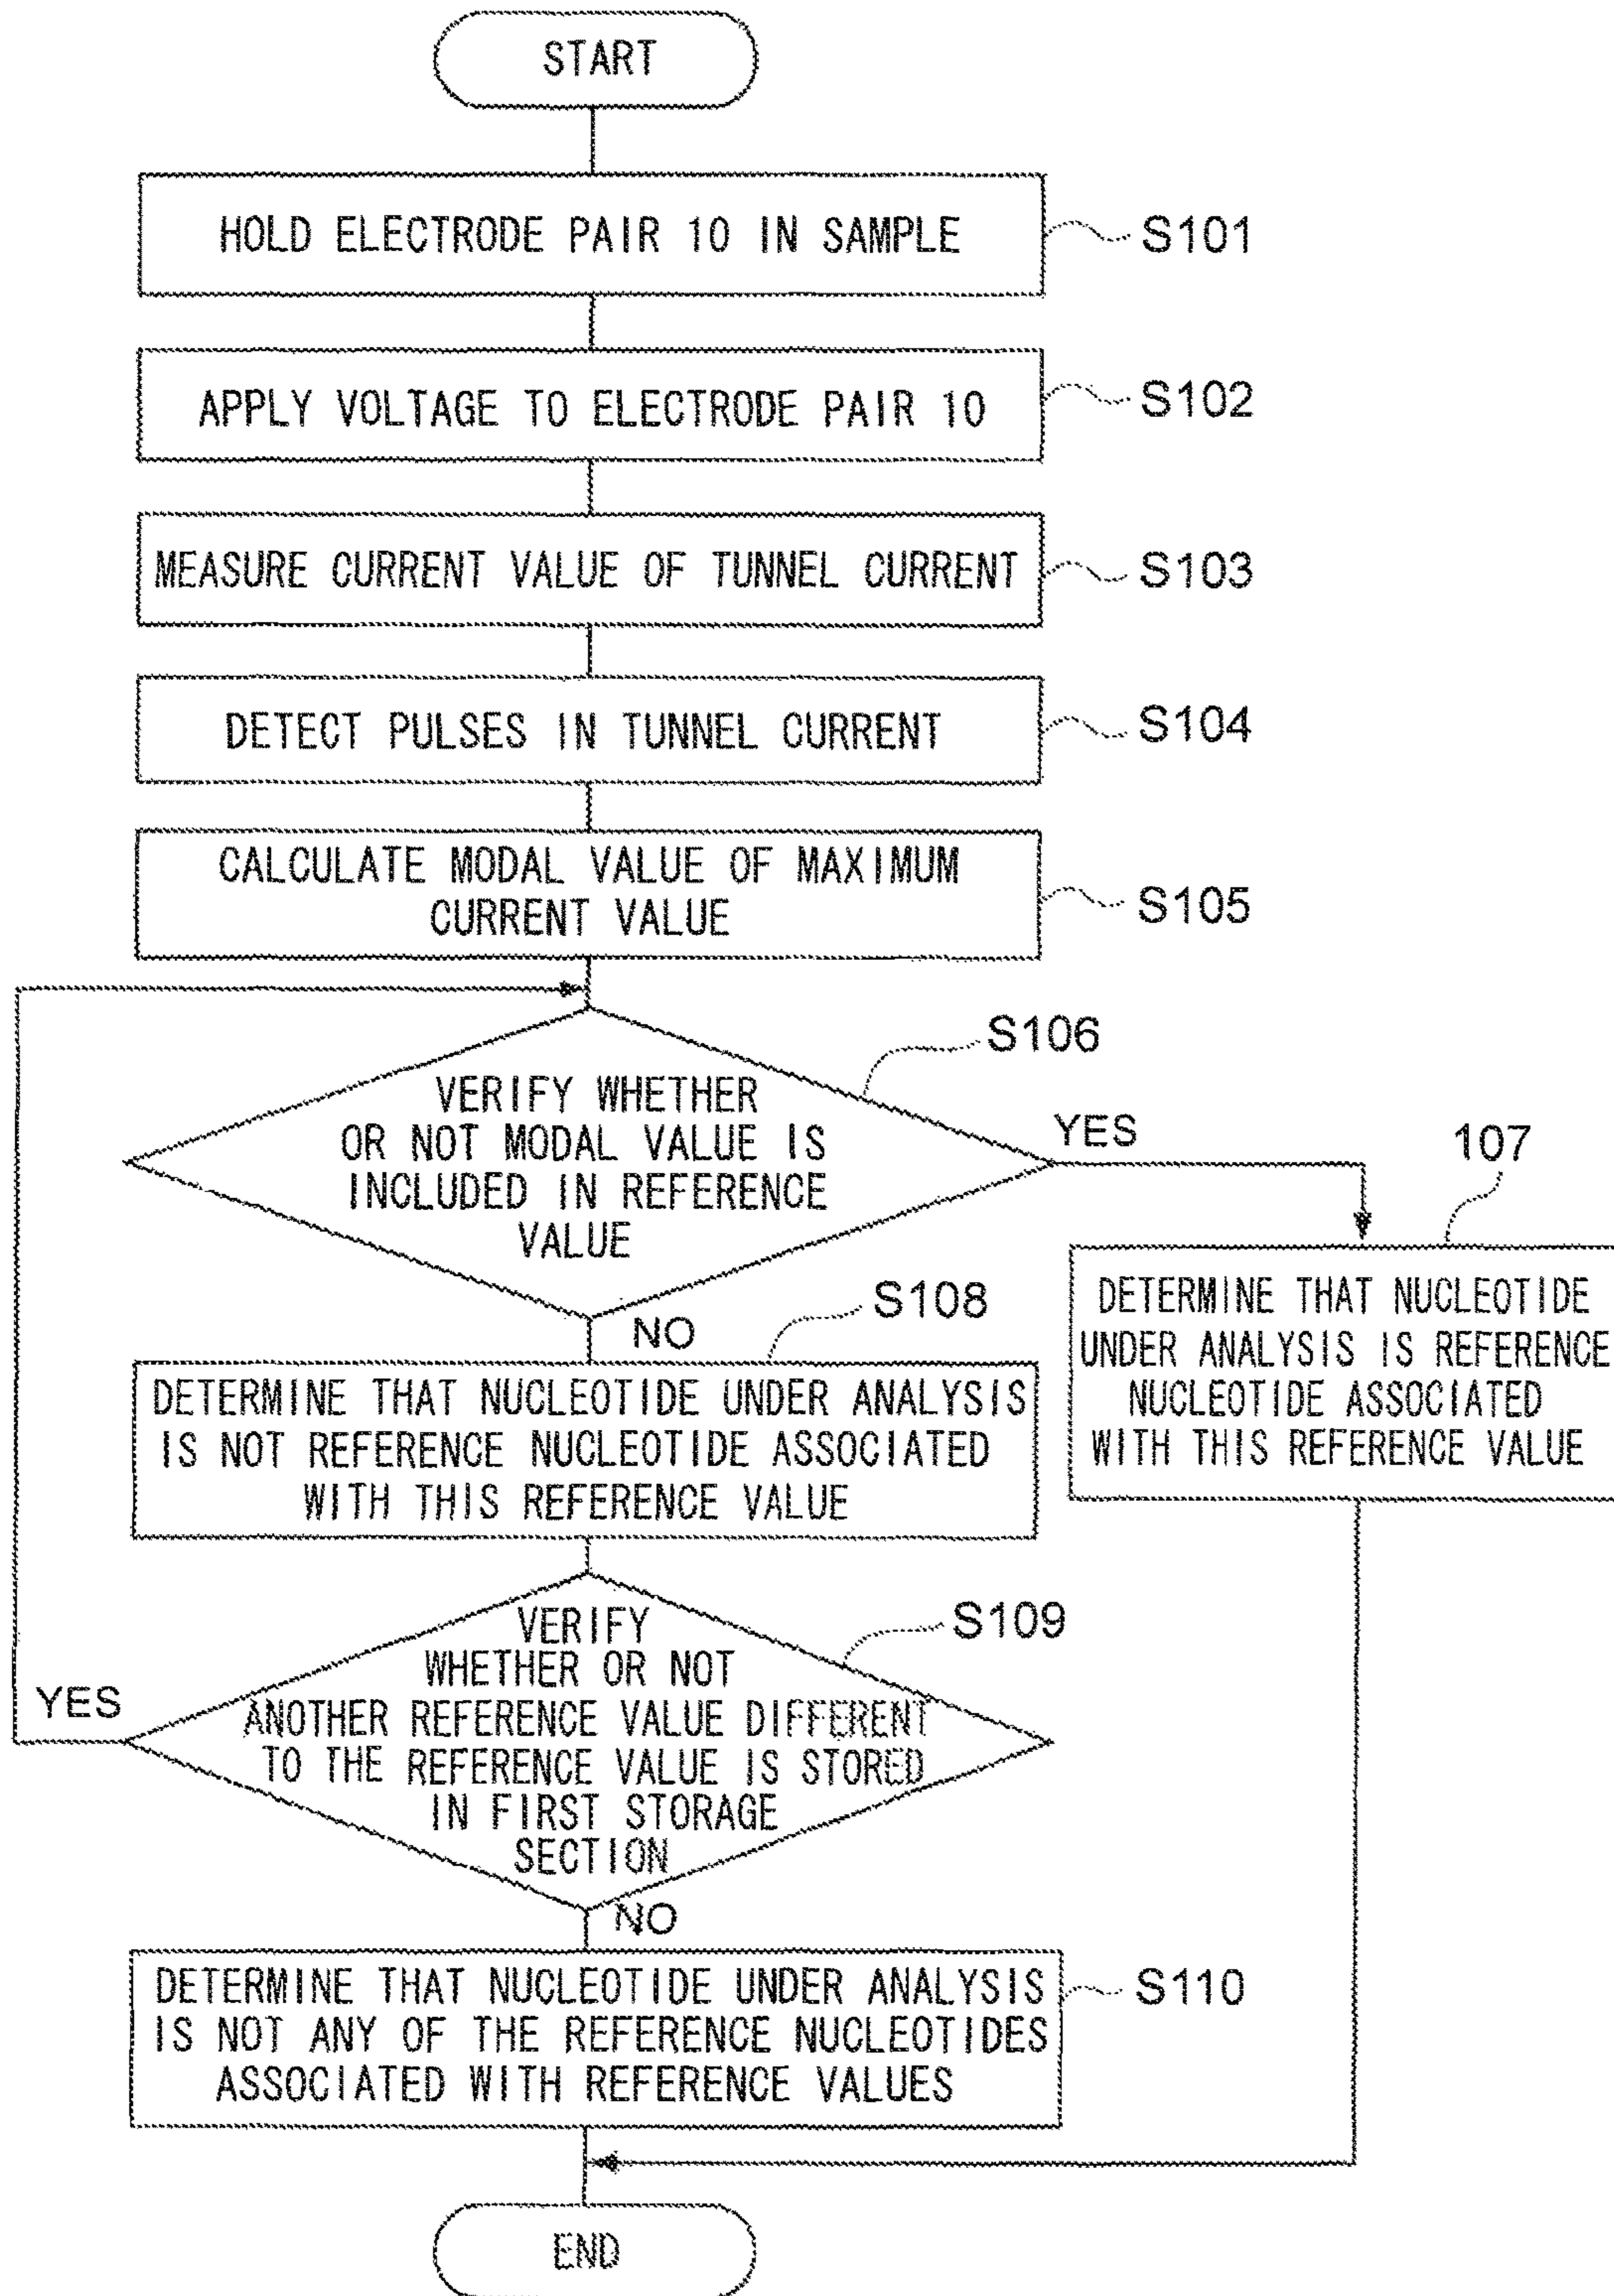 START
HOLD ELECTRODE PAIR 10 IN SAMPLE
S101
APPLY VOLTAGE TO ELECTRODE PAIR 10
S102
MEASURE CURRENT VALUE OF TUNNEL CURRENT
S103
DETECT PULSES IN TUNNEL CURRENT
S104
CALCULATE MODAL VALUE OF MAXIMUM
CURRENT VALUE
S105
S106
VERIFY WHETHER
OR NOT MODAL VALUE IS
INCLUDED IN REFERENCE
VALUE
YES
107
DETERMINE THAT NUCLEOTIDE
UNDER ANALYSIS IS REFERENCE
NUCLEOTIDE ASSOCIATED
WITH THIS REFERENCE VALUE
NO
S108
DETERMINE THAT NUCLEOTIDE UNDER ANALYSIS
IS NOT REFERENCE NUCLEOTIDE ASSOCIATED
WITH THIS REFERENCE VALUE
S109
VERIFY
WHETHER OR NOT
ANOTHER REFERENCE VALUE DIFFERENT
TO THE REFERENCE VALUE IS STORED
IN FIRST STORAGE
SECTION
YES
NO
DETERMINE THAT NUCLEOTIDE UNDER ANALYSIS
IS NOT ANY OF THE REFERENCE NUCLEOTIDES
ASSOCIATED WITH REFERENCE VALUES
S110
END